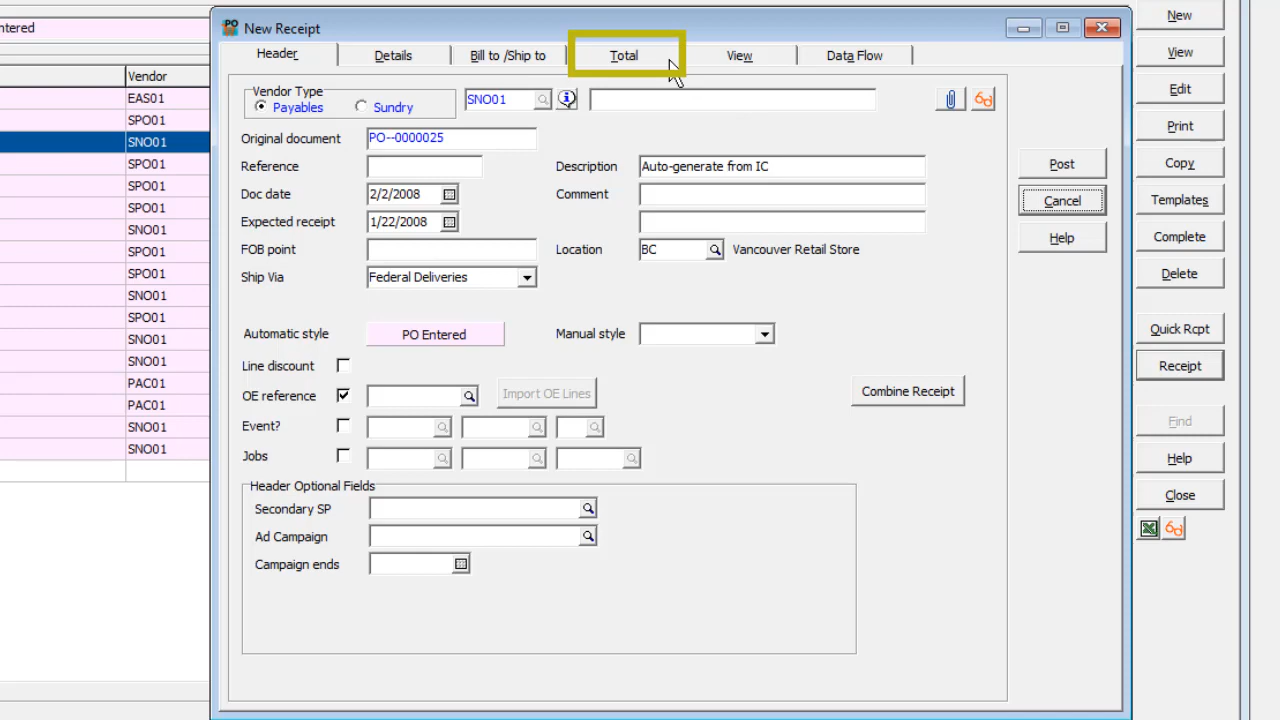 ntered
Vendor
EAS01
SPO01
SNO01
SPO01
SPO01
SPO01
SNO01
SPO01
SPO01
SNO01
SPO01
SNO01
SNO01
PAC01
PAC01
SNO01
SNO01
PO New Receipt
Header Details Bill to /Ship to Total View Data Flow
Vendor Type
Payables Sundry SNO01
Original document PO--0000025
Reference Description Auto-generate from IC
Doc date 2/2/2008 Comment
Expected receipt 1/22/2008
FOB point Location BC Vancouver Retail Store
Ship Via Federal Deliveries
Automatic style PO Entered Manual style
Line discount
OE reference Import OE Lines Combine Receipt
Event?
Jobs
Header Optional Fields
Secondary SP
Ad Campaign
Campaign ends
Post
Cancel
Help
New
View
Edit
Print
Copy
Templates
Complete
Delete
Quick Rcpt
Receipt
Find
Help
Close